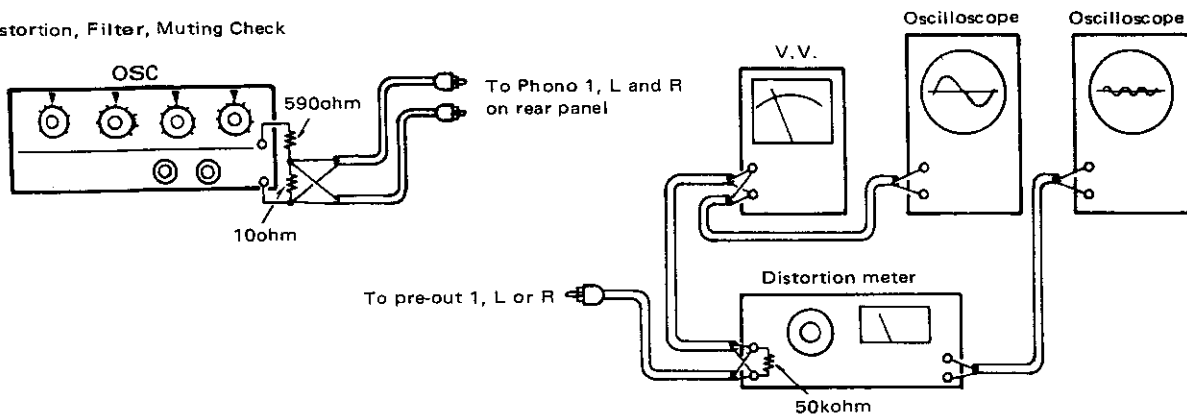 stortion, Filter, Muting Check
OSC
590ohm
10ohm
To Phono 1, L and R
on rear panel
V.V.
Oscilloscope
Oscilloscope
To pre-out 1, L or R
Distortion meter
50kohm